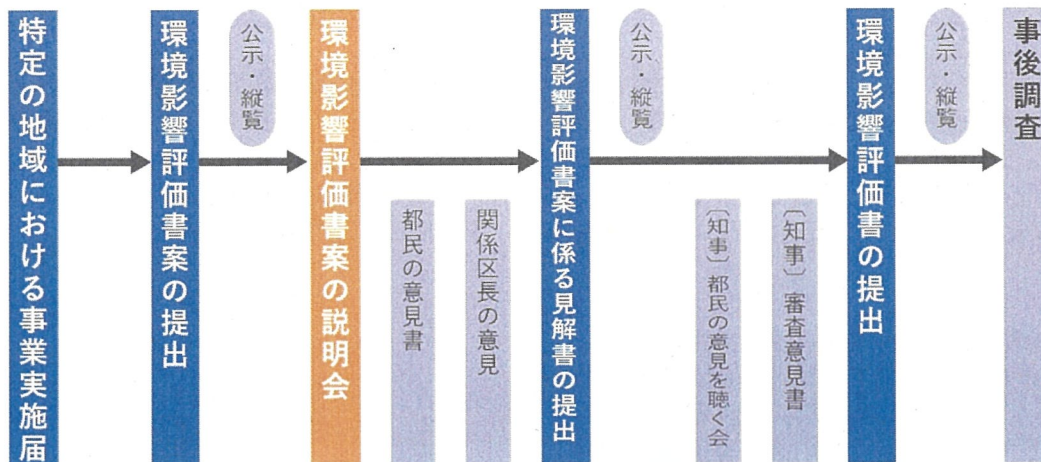 特定の地域における事業実施届
環境影響評価書案の提出
公示・縦覧
環境影響評価書案の説明会
都民の意見書
関係区長の意見
環境影響評価書案に係る見解書の提出
公示・縦覧
〔知事〕都民の意見を聴く会
〔知事〕審査意見書
環境影響評価書の提出
公示・縦覧
事後調査